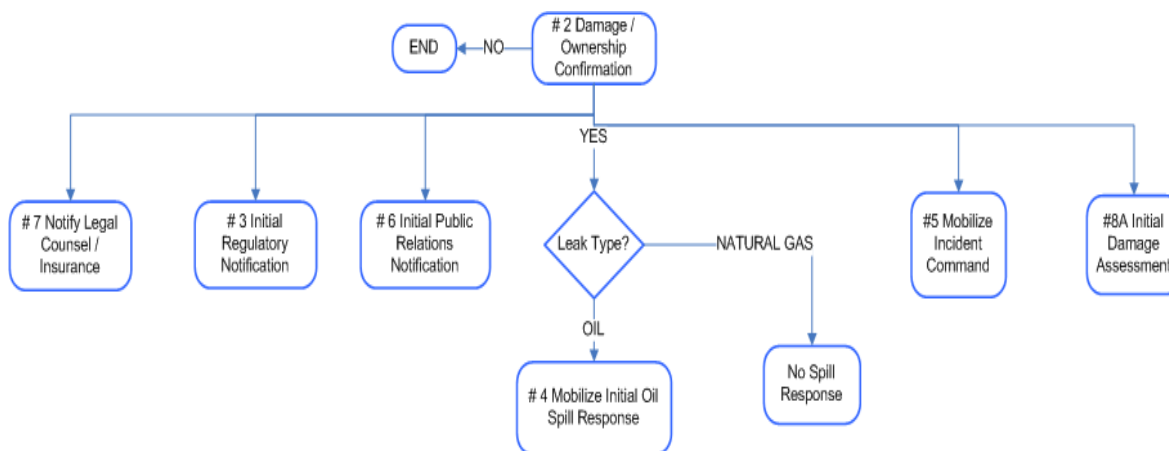 # 2 Damage /
Ownership
Confirmation
END
NO
YES
# 7 Notify Legal
Counsel /
Insurance
# 3 Initial
Regulatory
Notification
# 6 Initial Public
Relations
Notification
Leak Type?
NATURAL GAS
#5 Mobilize
Incident
Command
#8A Initial
Damage
Assessment
OIL
# 4 Mobilize Initial Oil
Spill Response
No Spill
Response